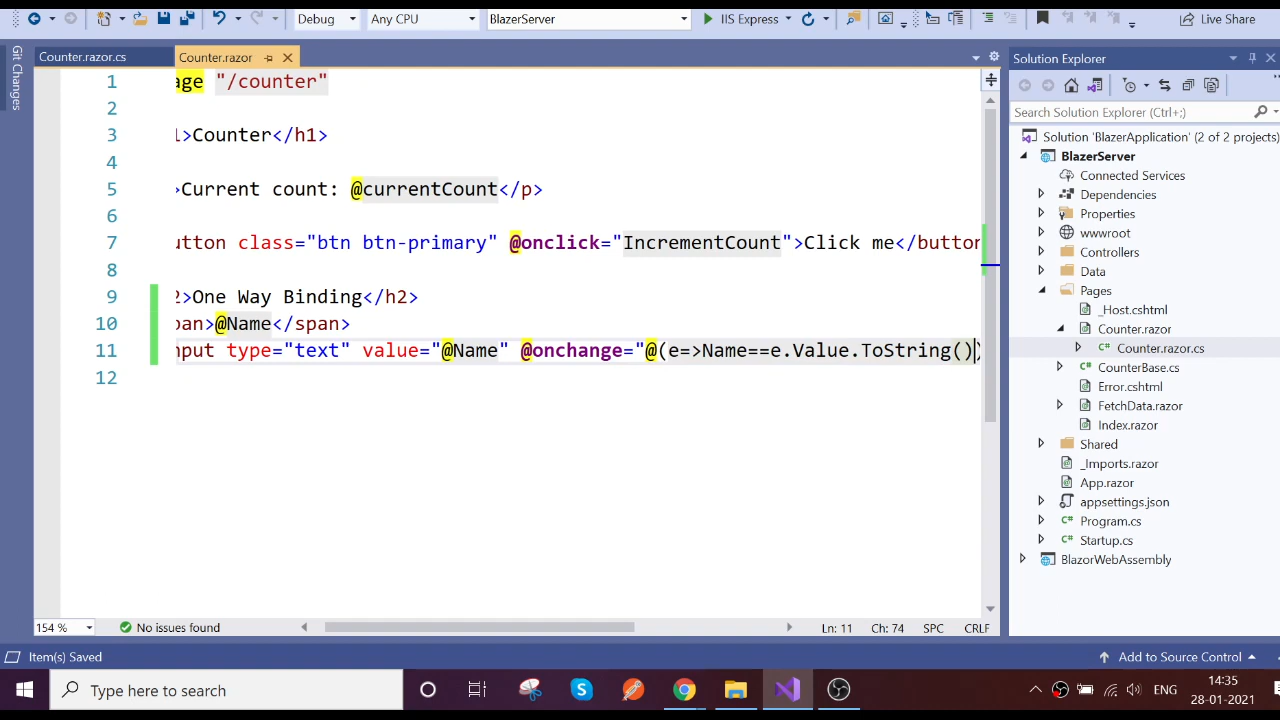 Debug
Any CPU
BlazerServer
IIS Express
Live Share
Git Changes
Counter.razor.cs
Counter.razor
1 age "/counter"
2
3 1>Counter</h1>
4
5 >Current count: @currentCount</p>
6
7 utton class="btn btn-primary" @onclick="IncrementCount">Click me</button
8
9 2>One Way Binding</h2>
10 pan>@Name</span>
11 nput type="text" value="@Name" @onchange="@(e=>Name==e.Value.ToString())
12
154 %
No issues found
Ln: 11 Ch: 74 SPC CRLF
Solution Explorer
Search Solution Explorer (Ctrl+;)
Solution 'BlazerApplication' (2 of 2 projects)
BlazerServer
Connected Services
Dependencies
Properties
wwwroot
Controllers
Data
Pages
_Host.cshtml
Counter.razor
Counter.razor.cs
CounterBase.cs
Error.cshtml
FetchData.razor
Index.razor
Shared
_Imports.razor
App.razor
appsettings.json
Program.cs
Startup.cs
BlazorWebAssembly
Item(s) Saved
Add to Source Control
Type here to search
ENG
14:35
28-01-2021